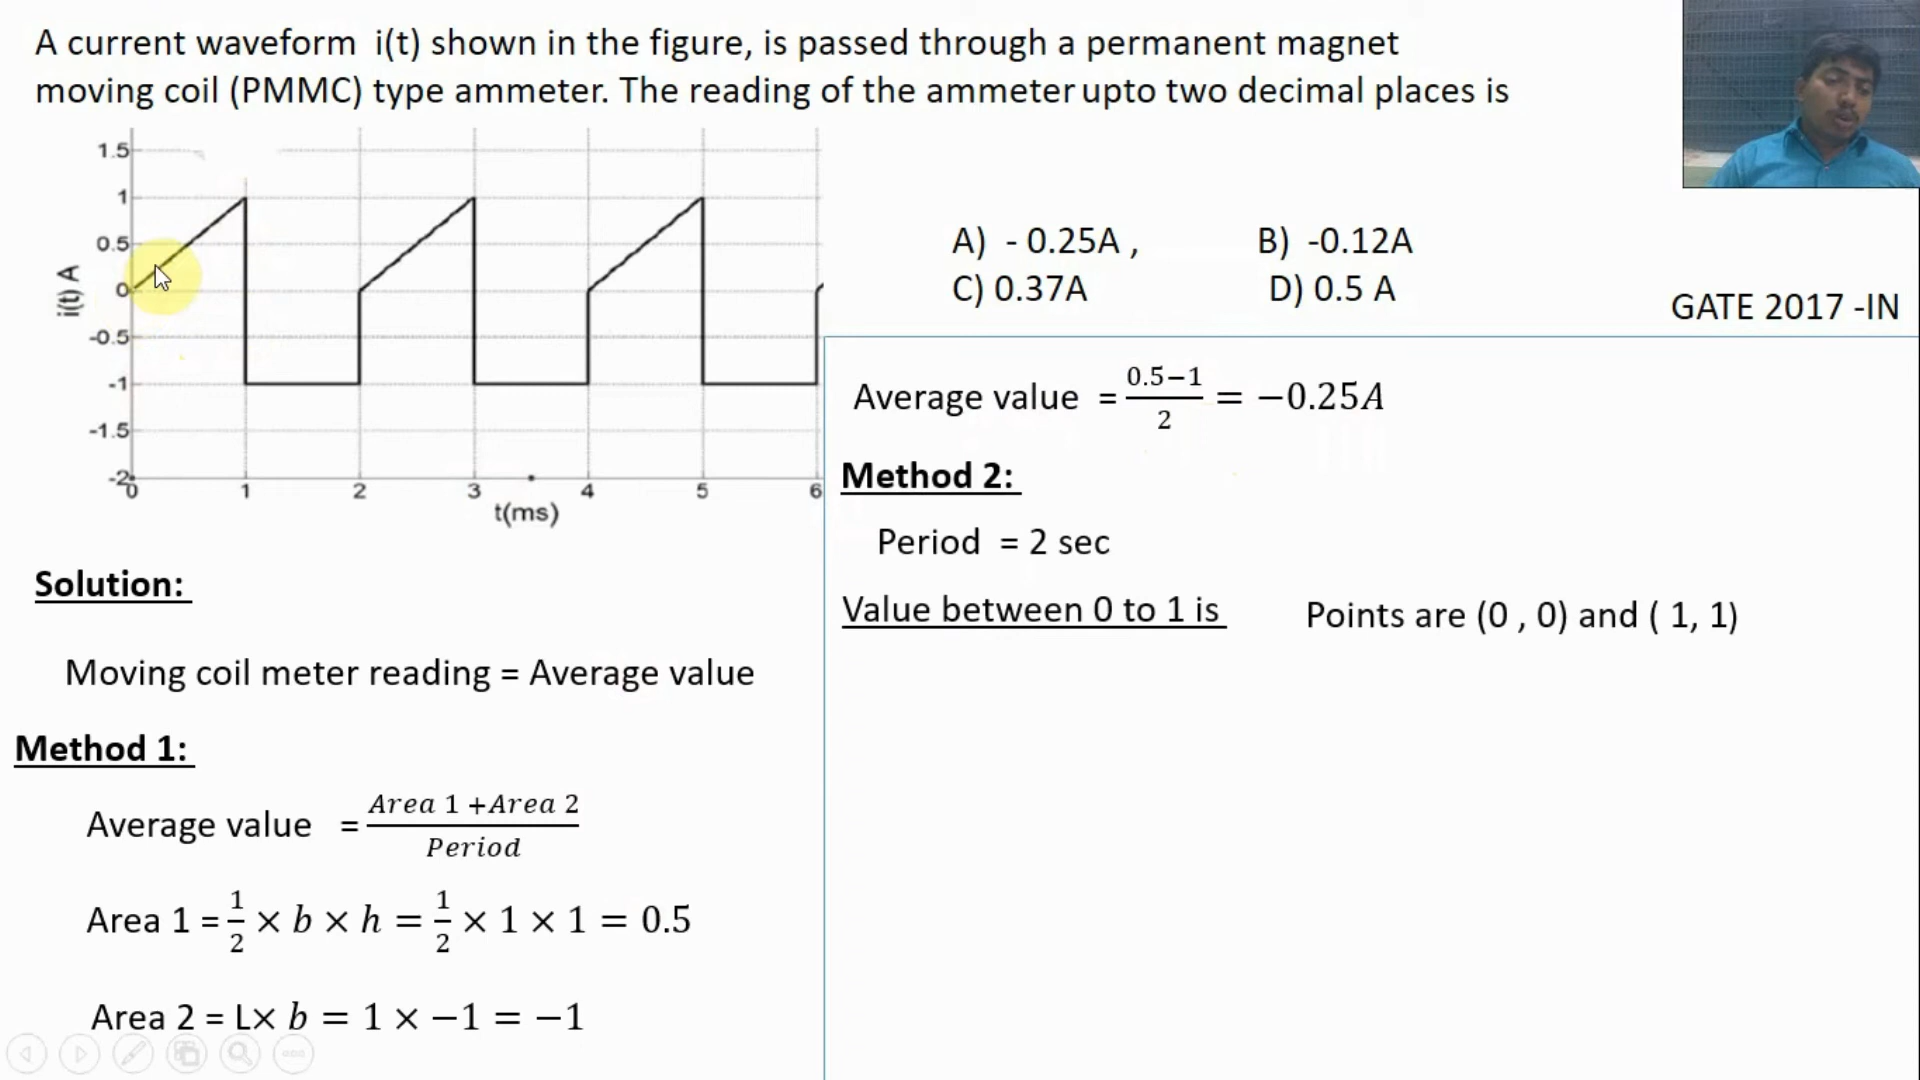 A current waveform i(t) shown in the figure, is passed through a permanent magnet
moving coil (PMMC) type ammeter. The reading of the ammeter upto two decimal places is
1.5
1
0.5
0
-0.5
-1
-1.5
-2
i(t) A
0 1 2 3 4 5 6
t(ms)
A) - 0.25A , B) -0.12A
C) 0.37A D) 0.5 A
GATE 2017 -IN
Solution:
Moving coil meter reading = Average value
Method 1:
Average value = \frac{Area 1 +Area 2}{Period}
Area 1 = \frac{1}{2} × b × h = \frac{1}{2} × 1 × 1 = 0.5
Area 2 = L× b = 1 × −1 = −1
Average value = \frac{0.5−1}{2} = −0.25A
Method 2:
Period = 2 sec
Value between 0 to 1 is Points are (0 , 0) and ( 1, 1)